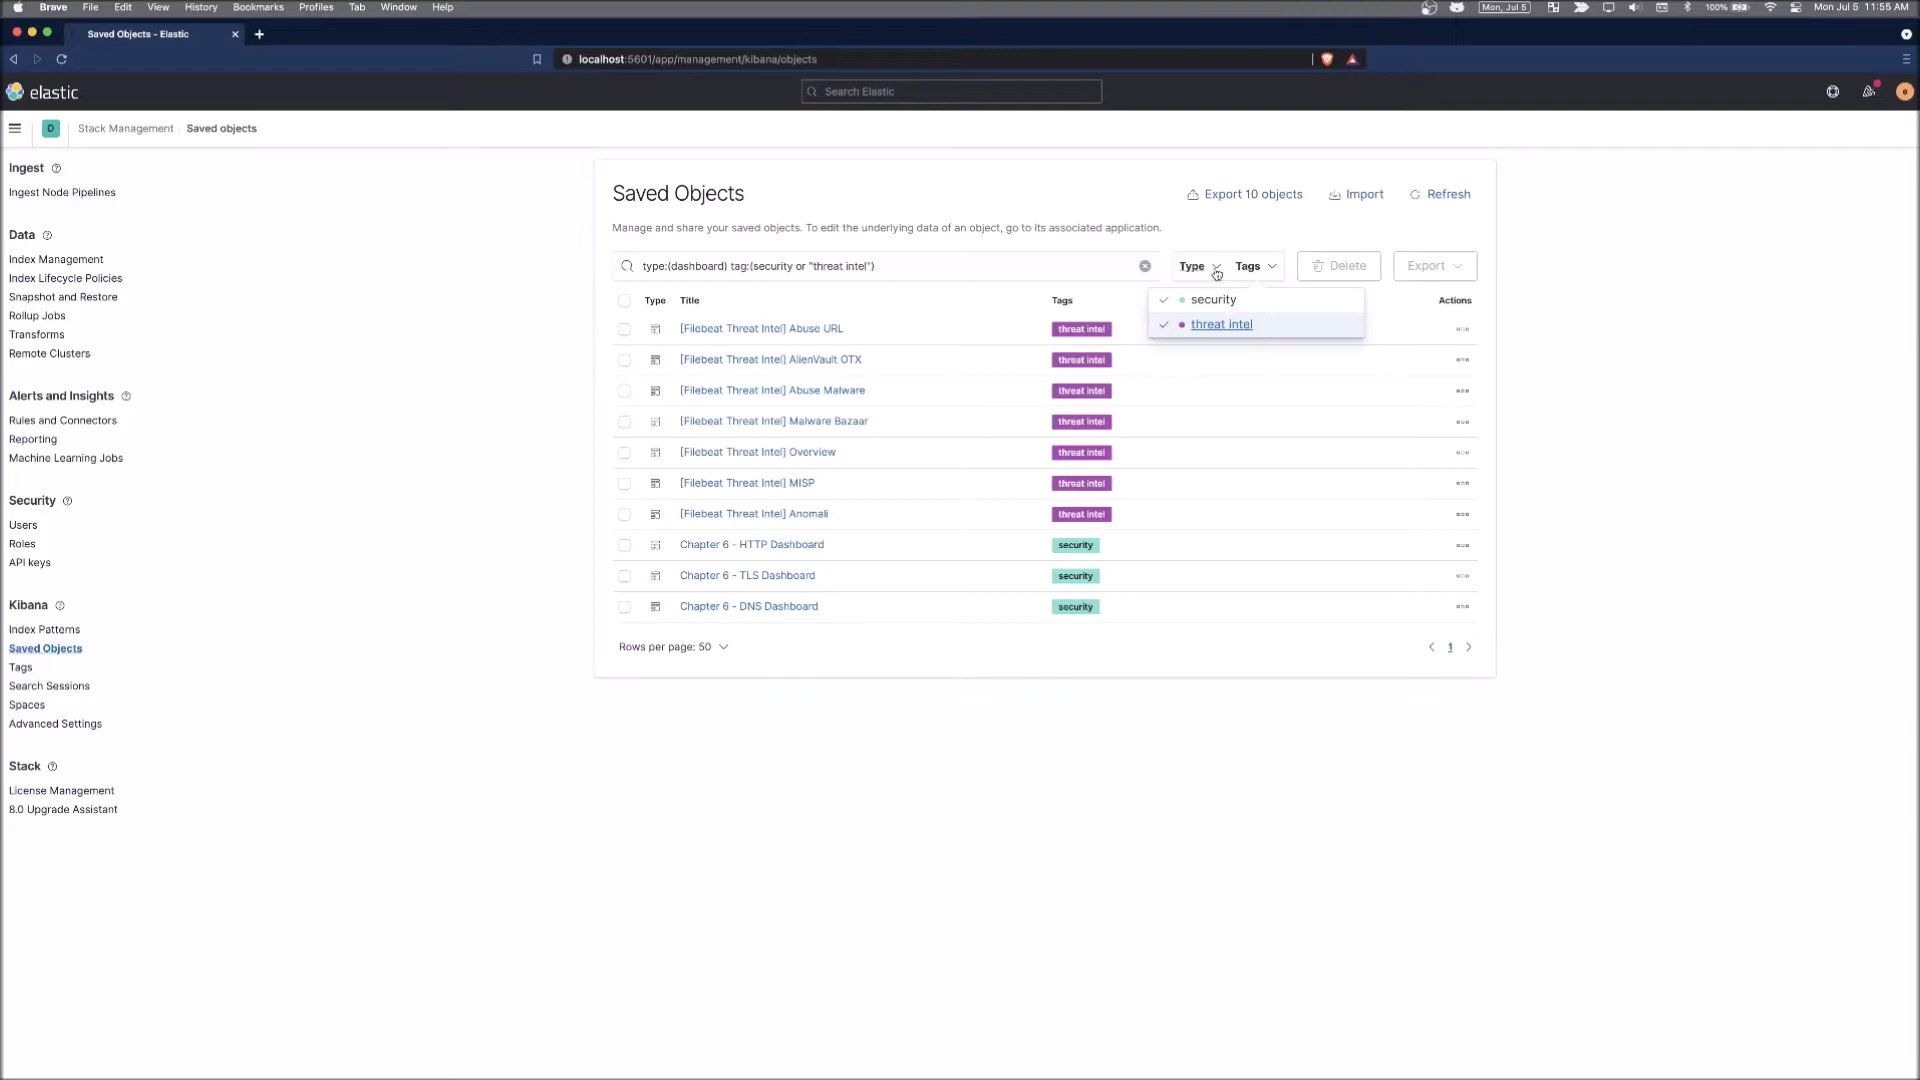 Brave File Edit View History Bookmarks Profiles Tab Window Help
Mon, Jul 5 100% Mon Jul 5 11:55 AM
Saved Objects - Elastic
localhost:5601/app/management/kibana/objects
elastic
Search Elastic
e
D Stack Management Saved objects
Ingest
Ingest Node Pipelines
Data
Index Management
Index Lifecycle Policies
Snapshot and Restore
Rollup Jobs
Transforms
Remote Clusters
Alerts and Insights
Rules and Connectors
Reporting
Machine Learning Jobs
Security
Users
Roles
API keys
Kibana
Index Patterns
Saved Objects
Tags
Search Sessions
Spaces
Advanced Settings
Stack
License Management
8.0 Upgrade Assistant
Saved Objects
Export 10 objects Import Refresh
Manage and share your saved objects. To edit the underlying data of an object, go to its associated application.
type:(dashboard) tag:(security or "threat intel")
Type Tags Delete Export
security
threat intel
Type Title Tags Actions
[Filebeat Threat Intel] Abuse URL threat intel
[Filebeat Threat Intel] AlienVault OTX threat intel
[Filebeat Threat Intel] Abuse Malware threat intel
[Filebeat Threat Intel] Malware Bazaar threat intel
[Filebeat Threat Intel] Overview threat intel
[Filebeat Threat Intel] MISP threat intel
[Filebeat Threat Intel] Anomali threat intel
Chapter 6 - HTTP Dashboard security
Chapter 6 - TLS Dashboard security
Chapter 6 - DNS Dashboard security
Rows per page: 50
1